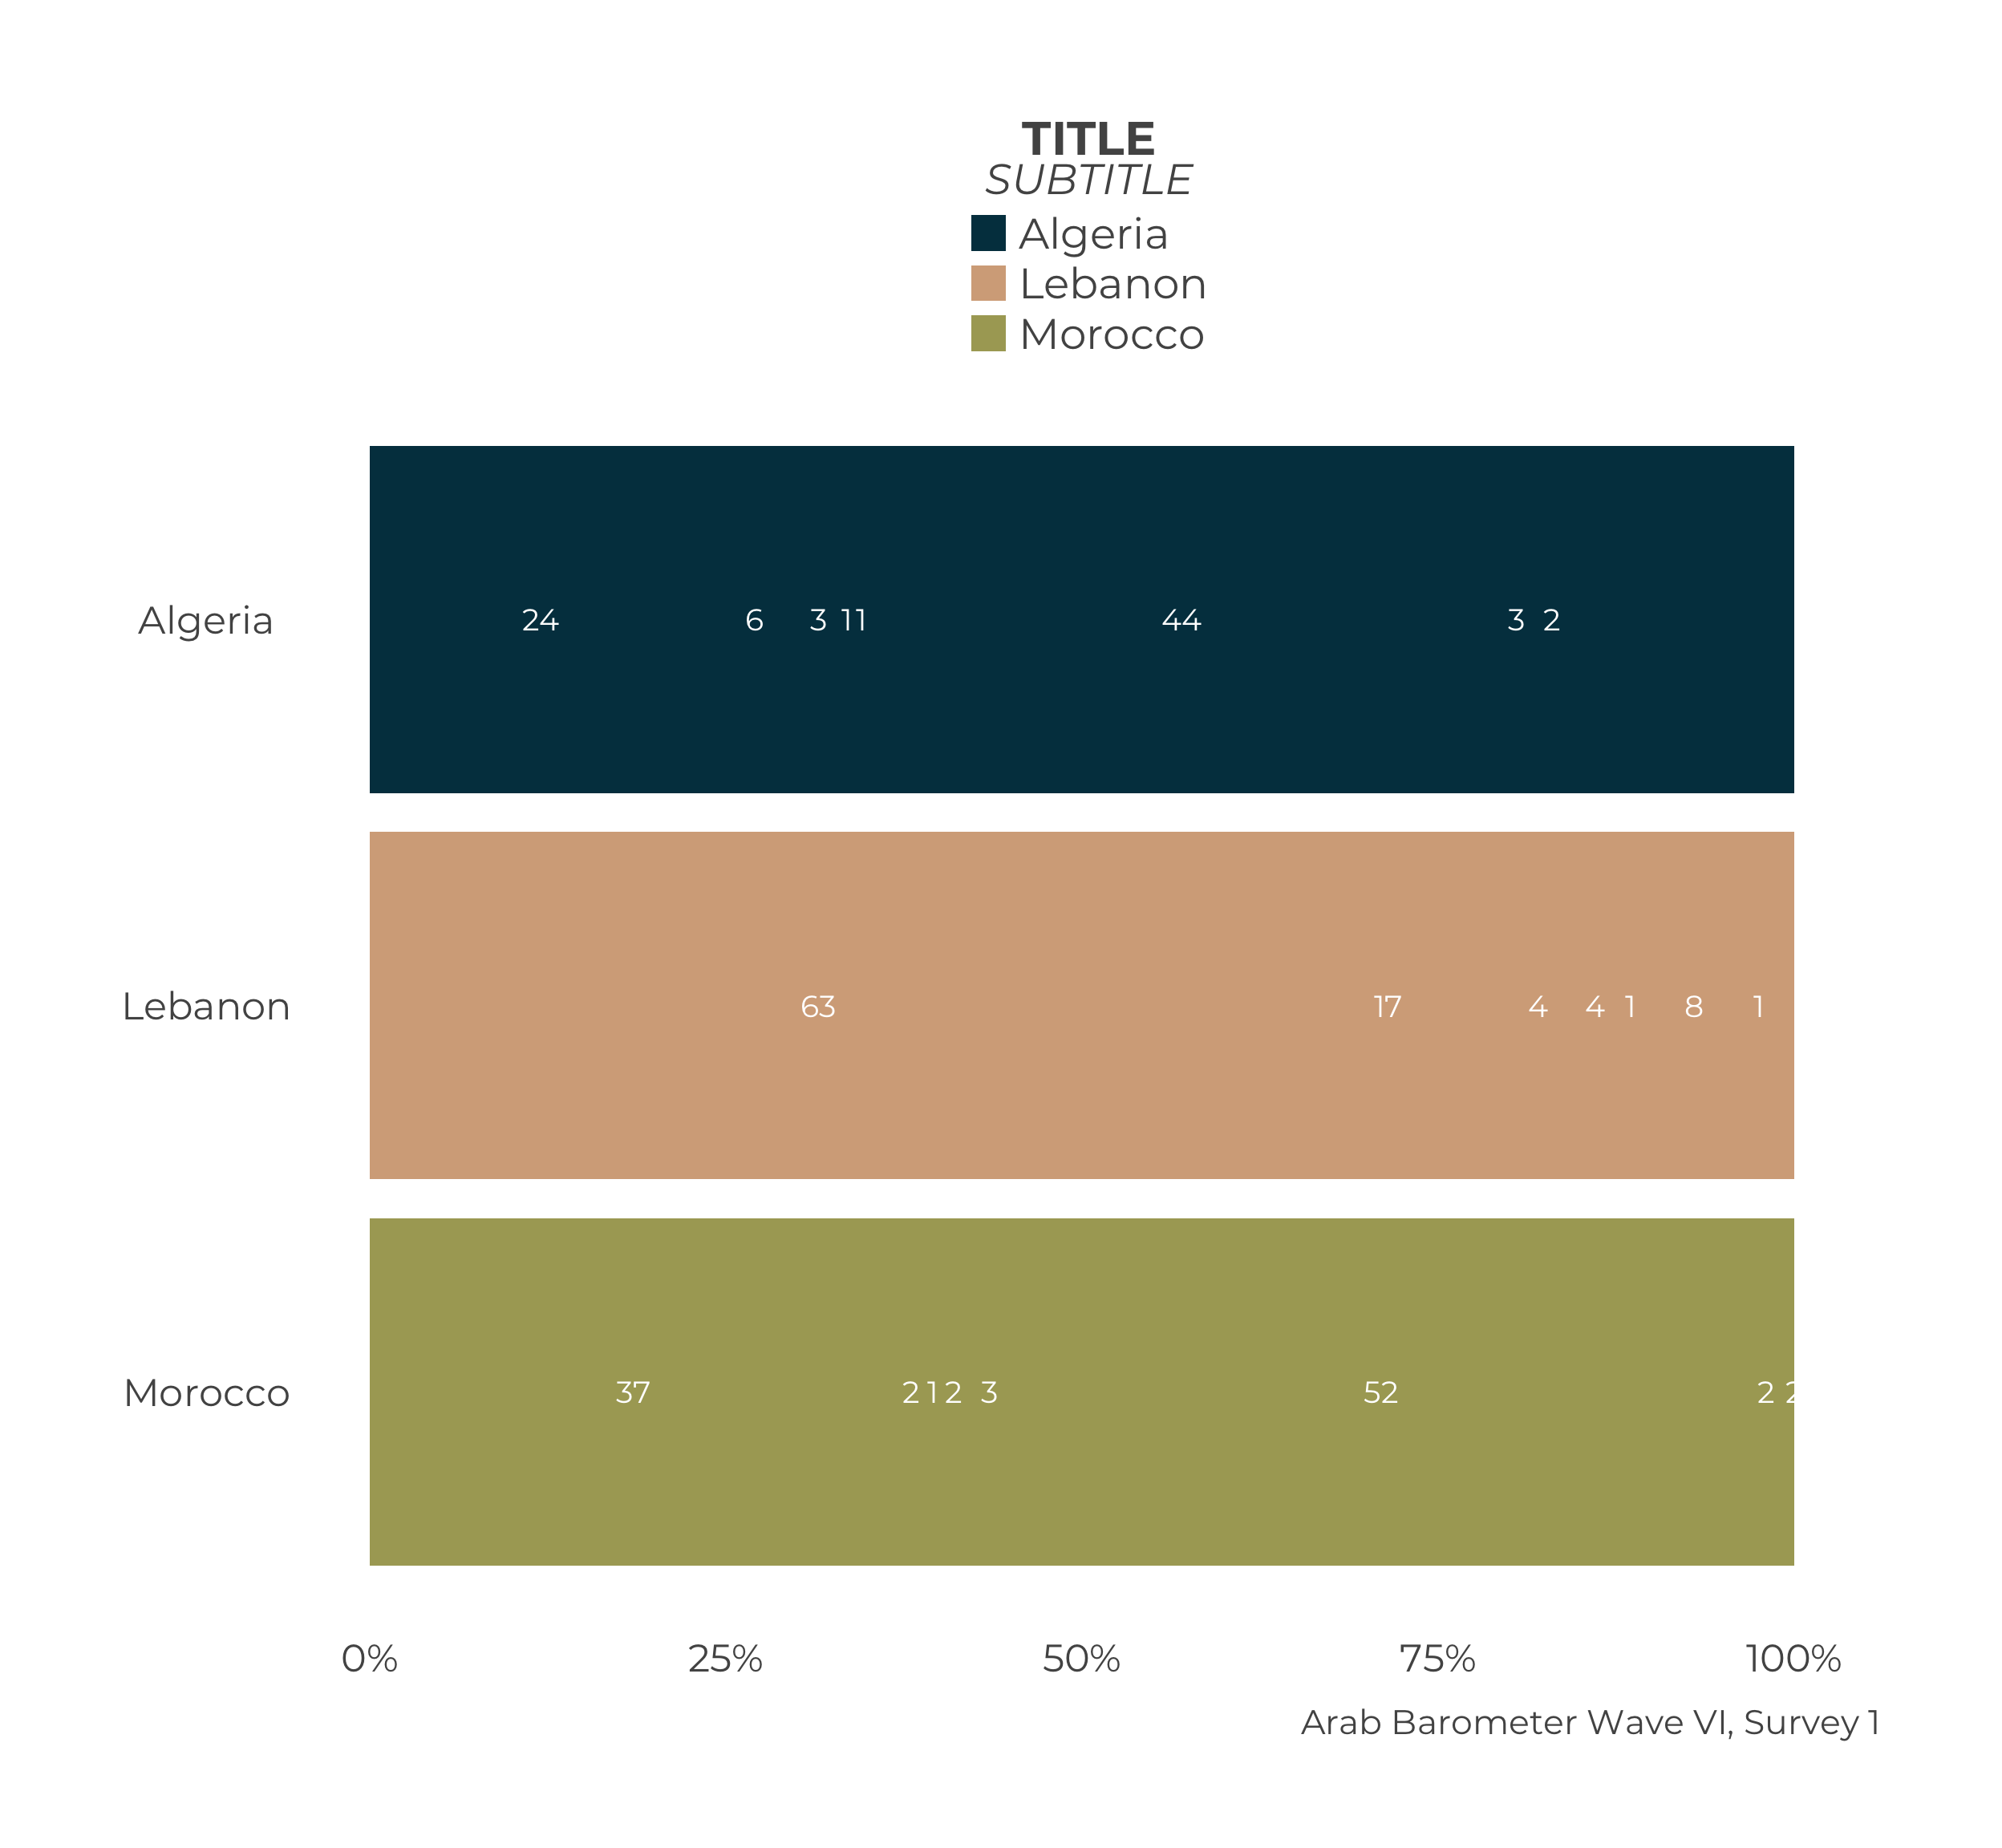 TITLE
SUBTITLE
Algeria
Lebanon
Morocco
Algeria 24 6 3 11 44 3 2
Lebanon 63 17 4 4 1 8 1
Morocco 37 2 1 2 3 52 2 2
0% 25% 50% 75% 100%
Arab Barometer Wave VI, Survey 1